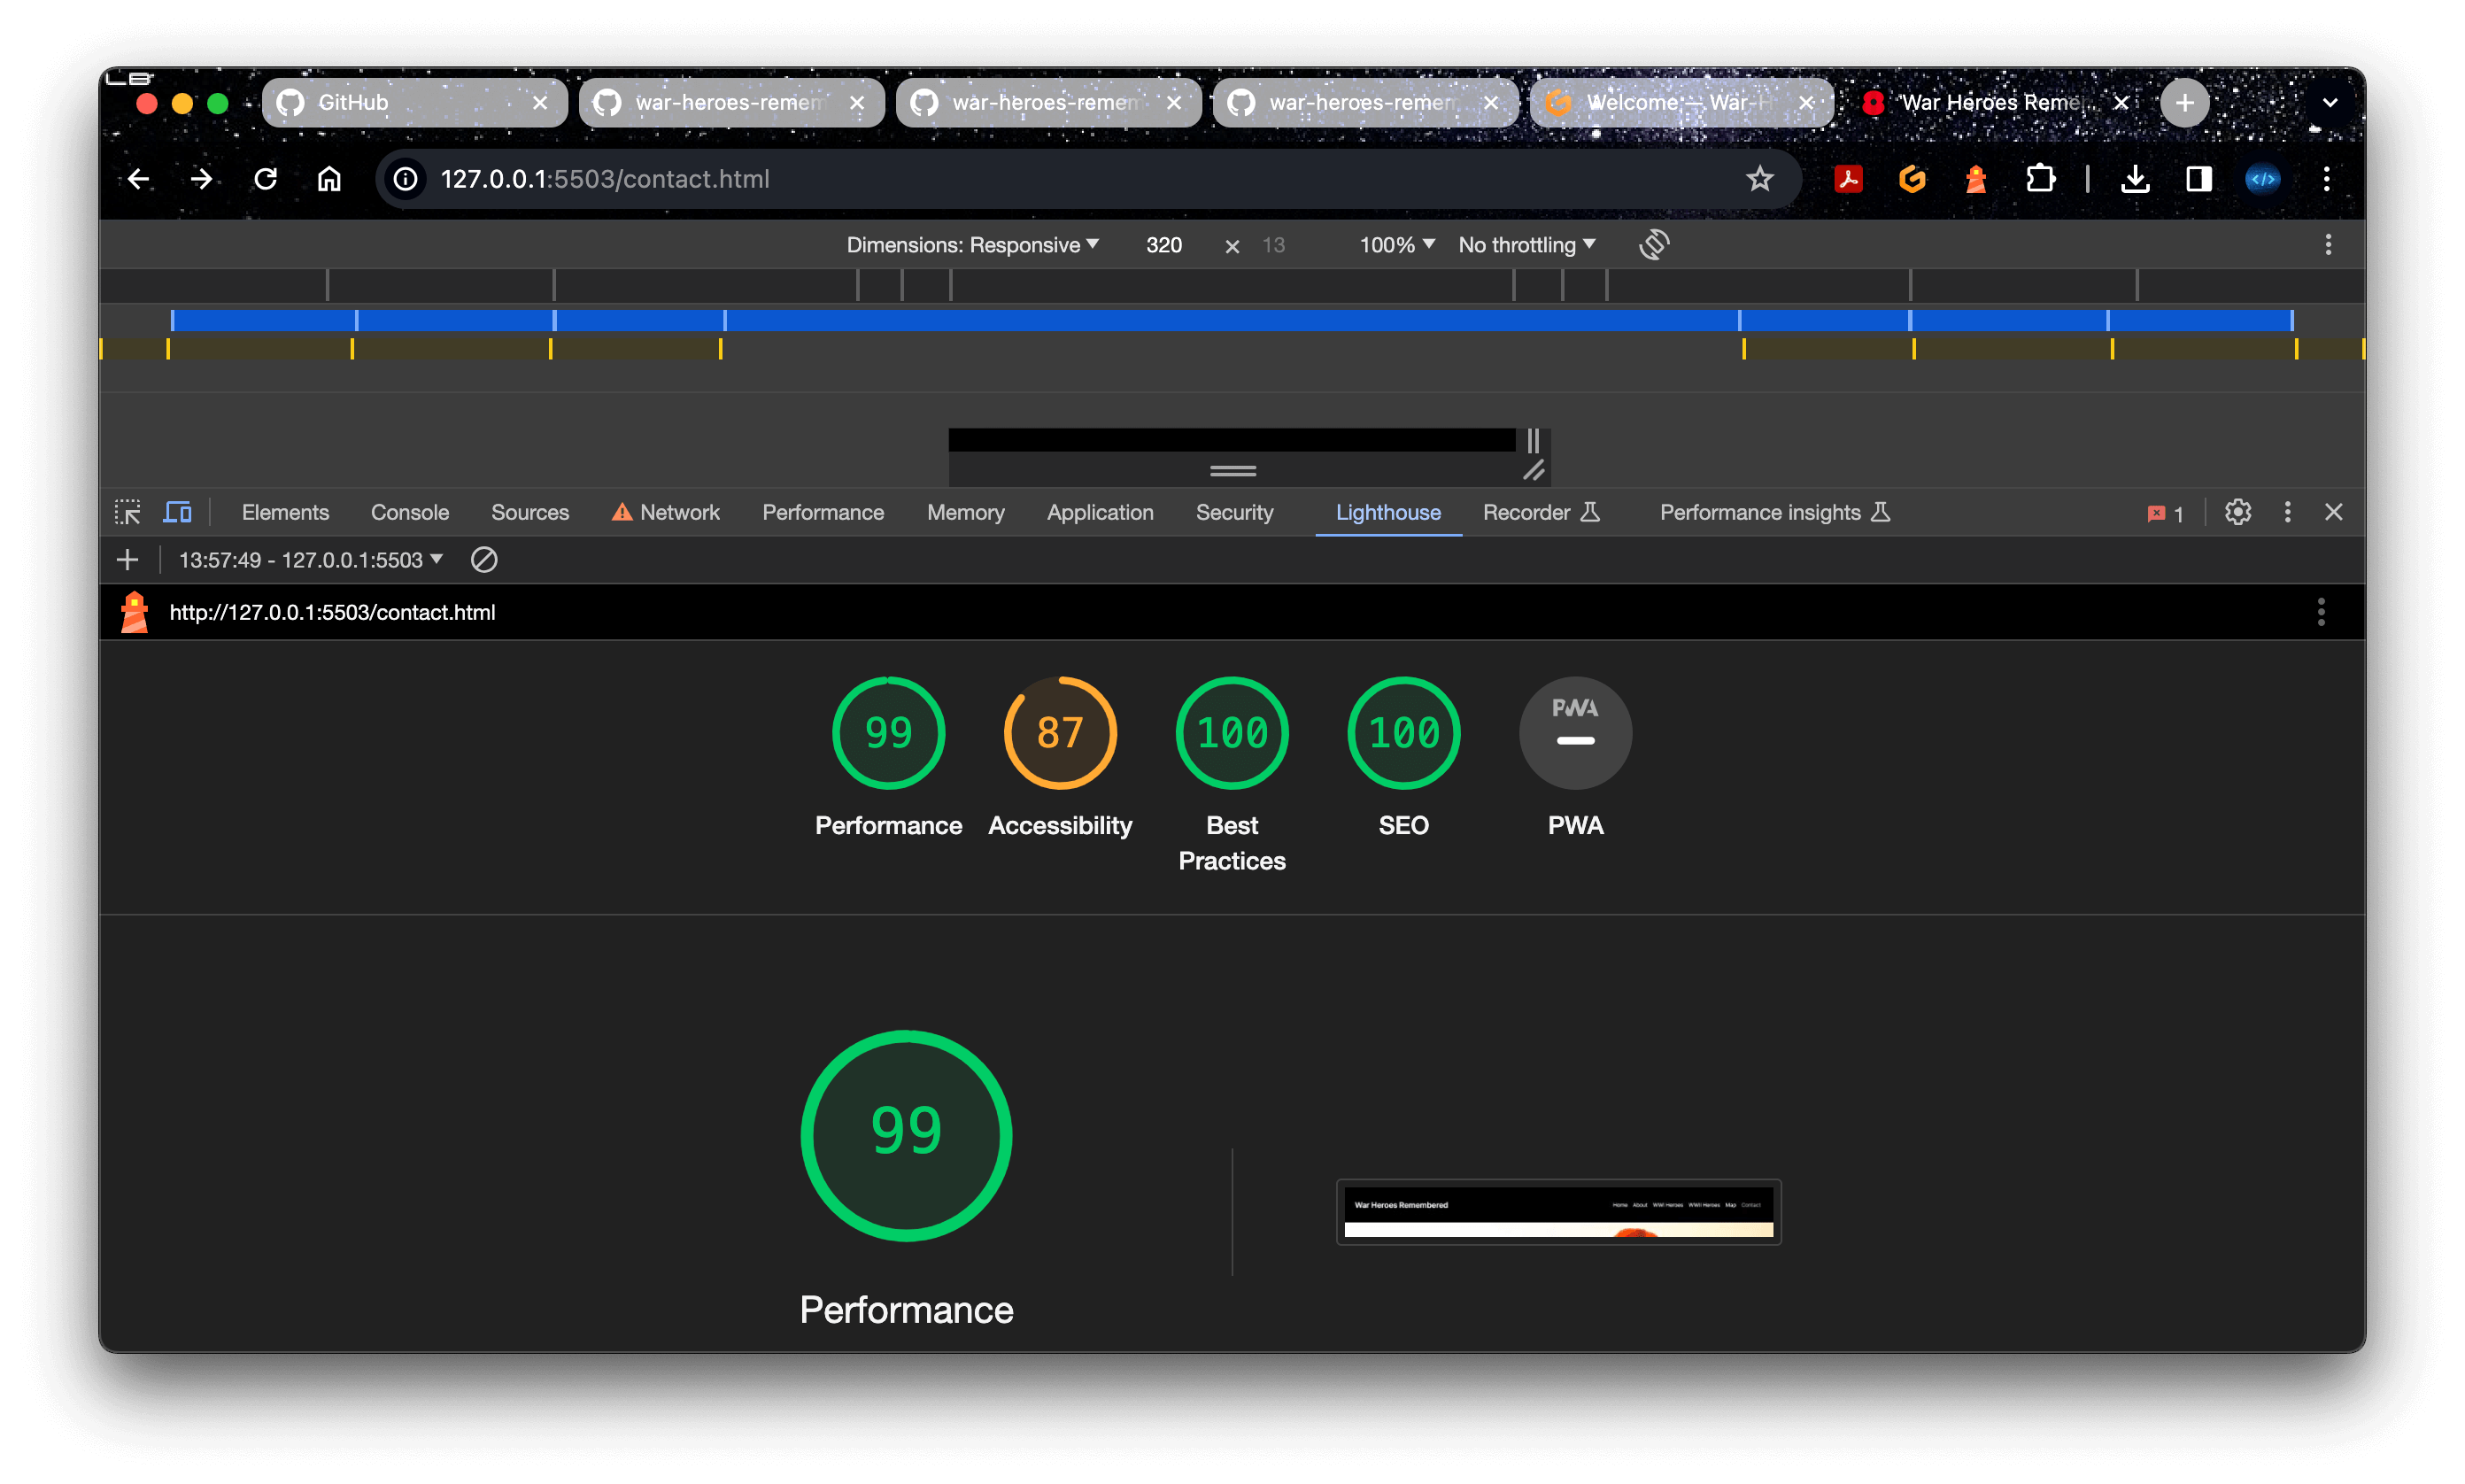 GitHub
war-heroes-remem
war-heroes-remem
war-heroes-remem
Welcome — War-H
War Heroes Reme
127.0.0.1:5503/contact.html
Dimensions: Responsive 320 × 13 100% No throttling
Elements Console Sources Network Performance Memory Application Security Lighthouse Recorder Performance insights 1
13:57:49 - 127.0.0.1:5503
http://127.0.0.1:5503/contact.html
99 87 100 100 PWA
Performance Accessibility Best Practices SEO PWA
99
War Heroes Remembered Home About WWI Heroes WWII Heroes Map Contact
Performance